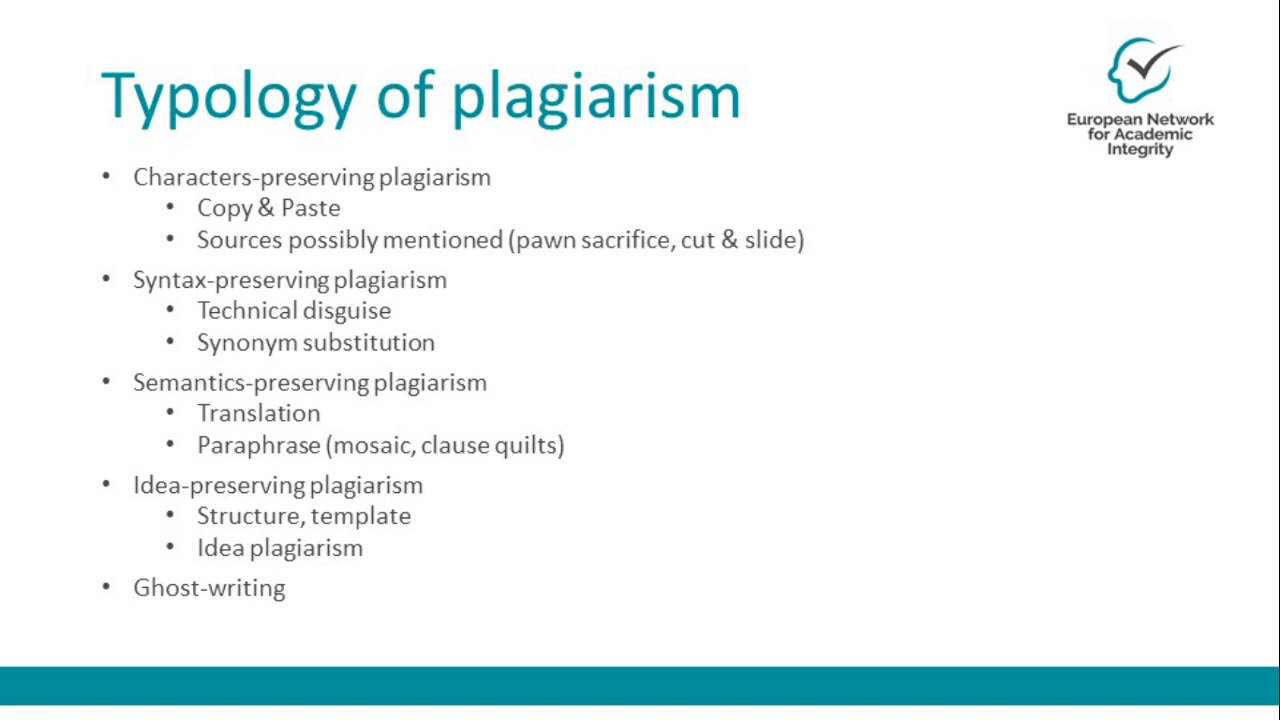 Typology of plagiarism
European Network
for Academic
Integrity
• Characters-preserving plagiarism
• Copy & Paste
• Sources possibly mentioned (pawn sacrifice, cut & slide)
• Syntax-preserving plagiarism
• Technical disguise
• Synonym substitution
• Semantics-preserving plagiarism
• Translation
• Paraphrase (mosaic, clause quilts)
• Idea-preserving plagiarism
• Structure, template
• Idea plagiarism
• Ghost-writing